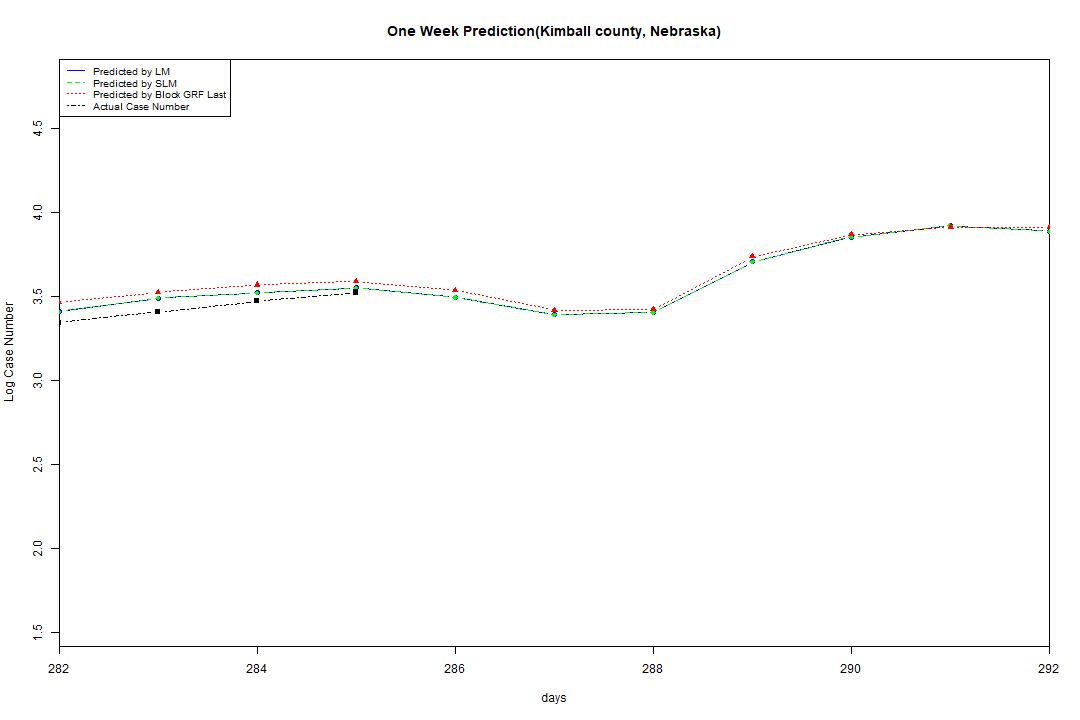 One Week Prediction(Kimball county, Nebraska)
Predicted by LM
Predicted by SLM
Predicted by Block GRF Last
Actual Case Number
4.5
4.0
3.5
3.0
2.5
2.0
1.5
Log Case Number
282
284
286
288
290
292
days